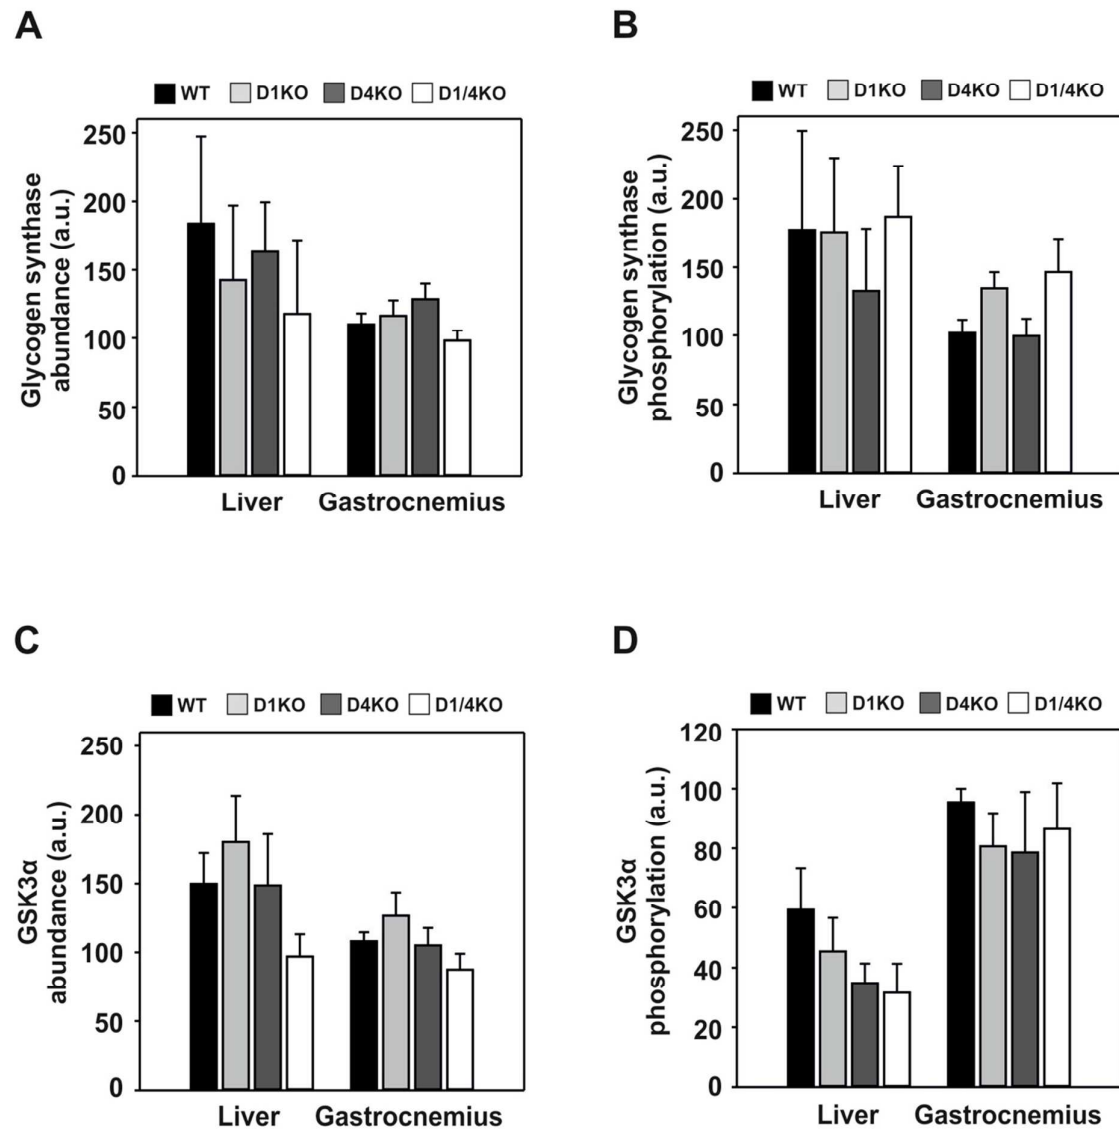 A
WT D1KO D4KO D1/4KO
Glycogen synthase
abundance (a.u.)
250
200
150
100
50
0
Liver Gastrocnemius
B
WT D1KO D4KO D1/4KO
Glycogen synthase
phosphorylation (a.u.)
250
200
150
100
50
0
Liver Gastrocnemius
C
WT D1KO D4KO D1/4KO
GSK3α
abundance (a.u.)
250
200
150
100
50
0
Liver Gastrocnemius
D
WT D1KO D4KO D1/4KO
GSK3α
phosphorylation (a.u.)
120
100
80
60
40
20
0
Liver Gastrocnemius